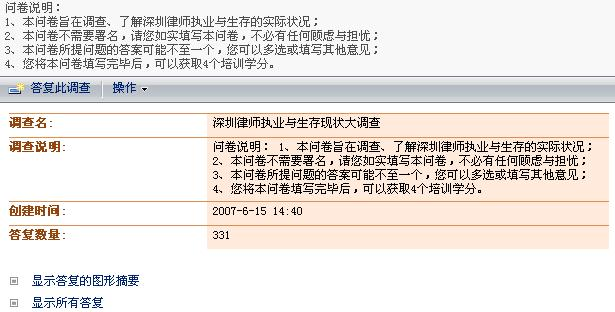 问卷说明：
1、本问卷旨在调查、了解深圳律师执业与生存的实际状况；
2、本问卷不需要署名，请您如实填写本问卷，不必有任何顾虑与担忧；
3、本问卷所提问题的答案可能不至一个，您可以多选或填写其他意见；
4、您将本问卷填写完毕后，可以获取4个培训学分。
答复此调查 操作
调查名： 深圳律师执业与生存现状大调查
调查说明： 问卷说明： 1、本问卷旨在调查、了解深圳律师执业与生存的实际状况；
2、本问卷不需要署名，请您如实填写本问卷，不必有任何顾虑与担忧；
3、本问卷所提问题的答案可能不至一个，您可以多选或填写其他意见；
4、您将本问卷填写完毕后，可以获取4个培训学分。
创建时间： 2007-6-15 14:40
答复数量： 331
显示答复的图形摘要
显示所有答复